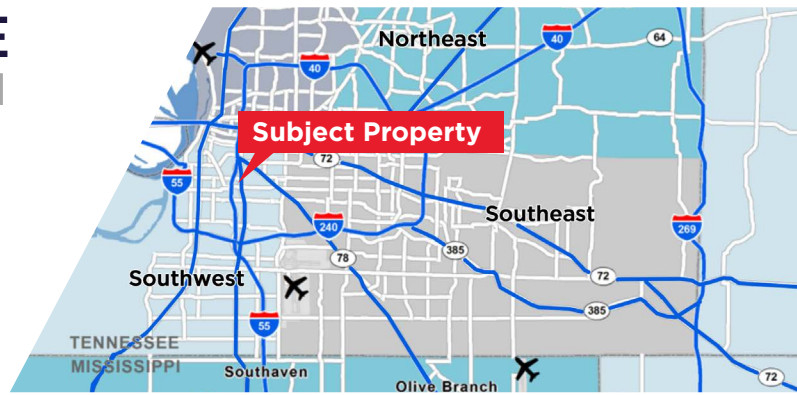 E
Northeast
40
64
40
Subject Property
72
55
Southeast
240
269
385
78
Southwest
72
385
55
TENNESSEE
MISSISSIPPI
Southaven
72
Olive Branch